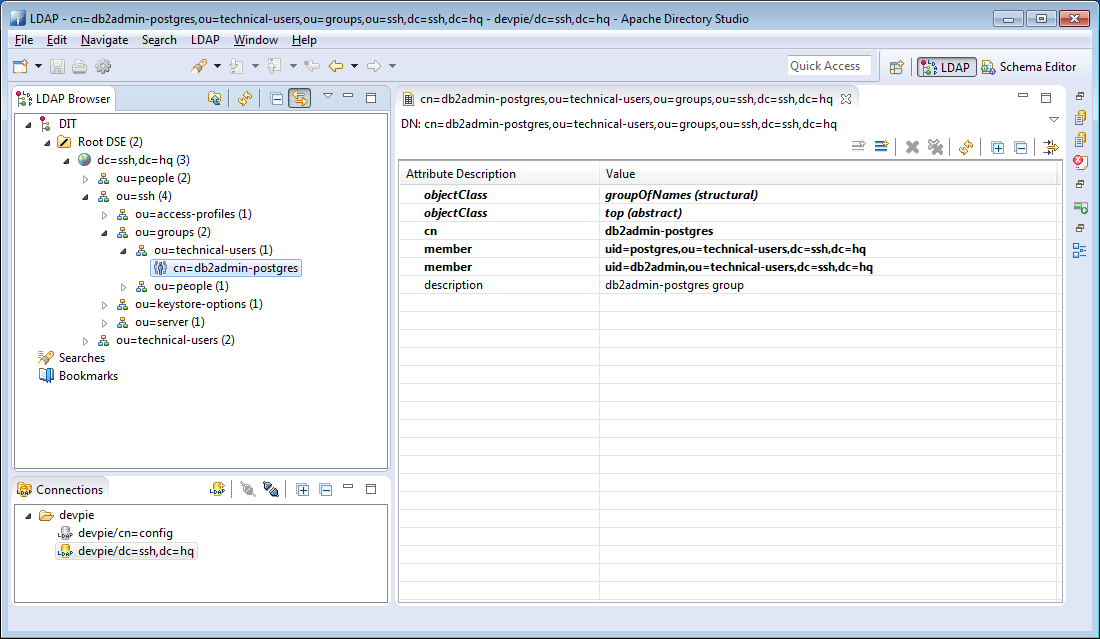 LDAP - cn=db2admin-postgres,ou=technical-users,ou=groups,ou=ssh,dc=ssh,dc=hq - devpie/dc=ssh,dc=hq - Apache Directory Studio
File Edit Navigate Search LDAP Window Help
Quick Access LDAP Schema Editor
LDAP Browser
DIT
Root DSE (2)
dc=ssh,dc=hq (3)
ou=people (2)
ou=ssh (4)
ou=access-profiles (1)
ou=groups (2)
ou=technical-users (1)
cn=db2admin-postgres
ou=people (1)
ou=keystore-options (1)
ou=server (1)
ou=technical-users (2)
Searches
Bookmarks
Connections
devpie
devpie/cn=config
devpie/dc=ssh,dc=hq
cn=db2admin-postgres,ou=technical-users,ou=groups,ou=ssh,dc=ssh,dc=hq
DN: cn=db2admin-postgres,ou=technical-users,ou=groups,ou=ssh,dc=ssh,dc=hq
Attribute Description Value
objectClass groupOfNames (structural)
objectClass top (abstract)
cn db2admin-postgres
member uid=postgres,ou=technical-users,dc=ssh,dc=hq
member uid=db2admin,ou=technical-users,dc=ssh,dc=hq
description db2admin-postgres group